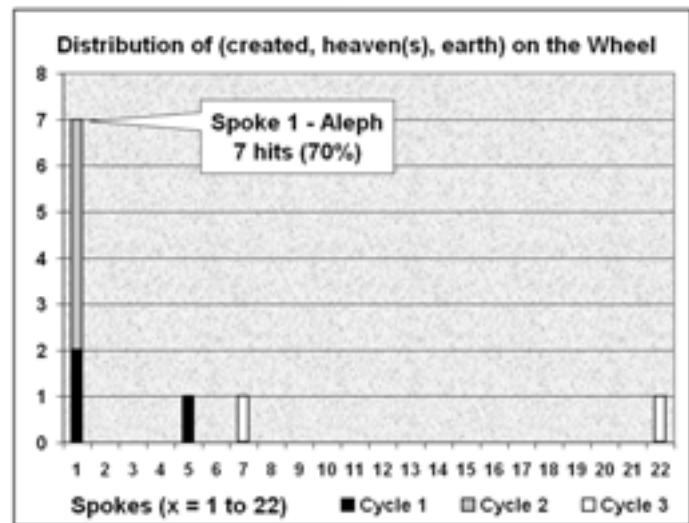 Distribution of (created, heaven(s), earth) on the Wheel
8
7
6
5
4
3
2
1
0
Spoke 1 - Aleph
7 hits (70%)
1 2 3 4 5 6 7 8 9 10 11 12 13 14 15 16 17 18 19 20 21 22
Spokes (x = 1 to 22) Cycle 1 Cycle 2 Cycle 3